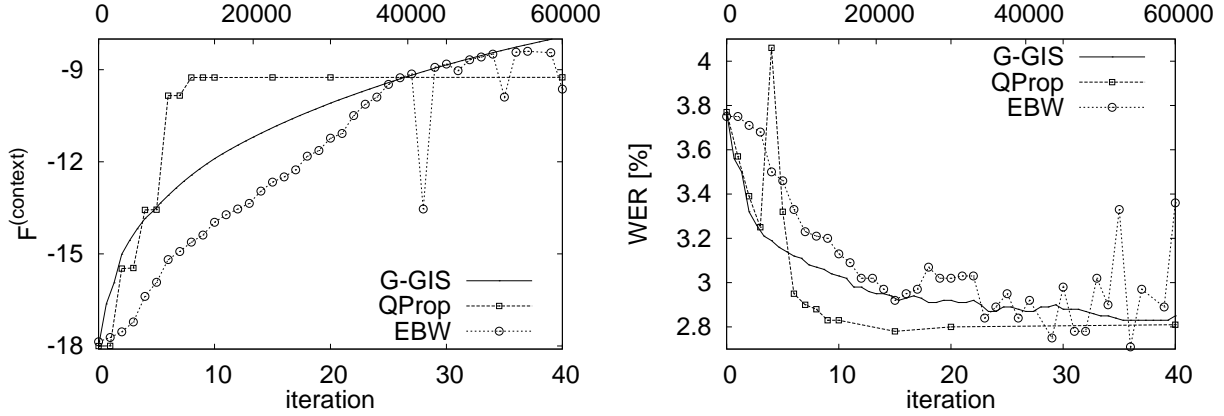 0 20000 40000 60000
-9
-12
-15
-18
F(context)
G-GIS
QProp
EBW
0 10 20 30 40
iteration
0 20000 40000 60000
4
3.8
3.6
3.4
3.2
3
2.8
WER [%]
G-GIS
QProp
EBW
0 10 20 30 40
iteration